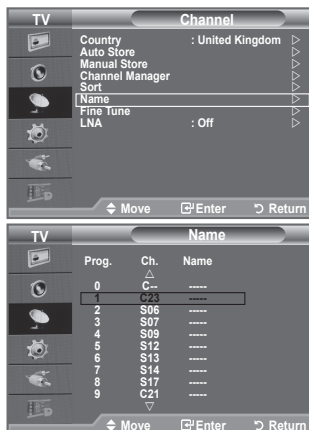 TV Channel
Country : United Kingdom ▷
Auto Store ▷
Manual Store ▷
Channel Manager ▷
Sort ▷
Name ▷
Fine Tune ▷
LNA : Off ▷
Move Enter Return
TV Name
Prog. Ch. Name
0 C-- -----
1 C23 -----
2 S06 -----
3 S07 -----
4 S09 -----
5 S12 -----
6 S13 -----
7 S14 -----
8 S17 -----
9 C21 -----
Move Enter Return